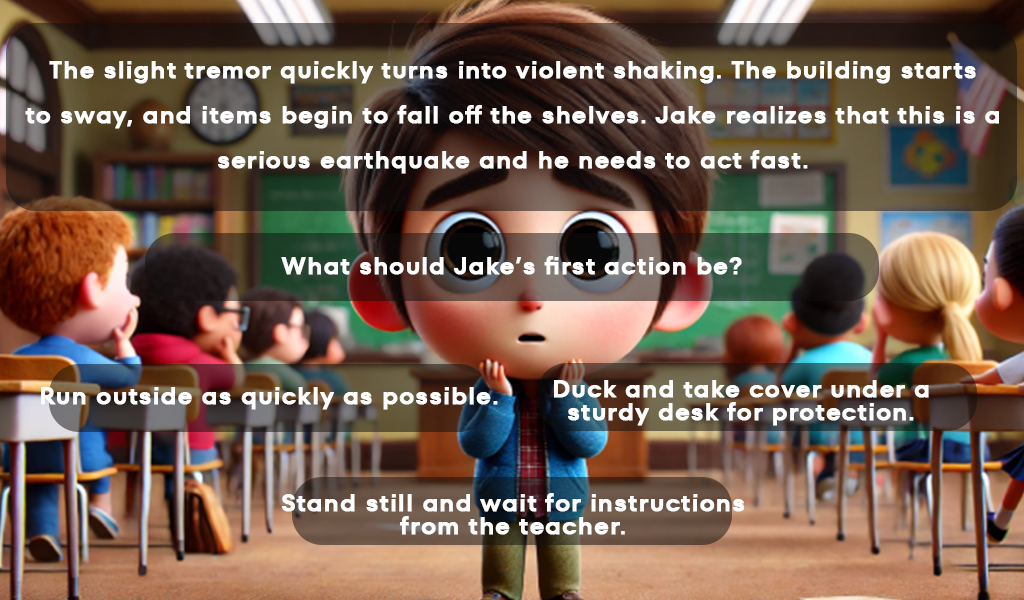 The slight tremor quickly turns into violent shaking. The building starts
to sway, and items begin to fall off the shelves. Jake realizes that this is a
serious earthquake and he needs to act fast.
What should Jake's first action be?
Run outside as quickly as possible.
Duck and take cover under a
sturdy desk for protection.
Stand still and wait for instructions
from the teacher.